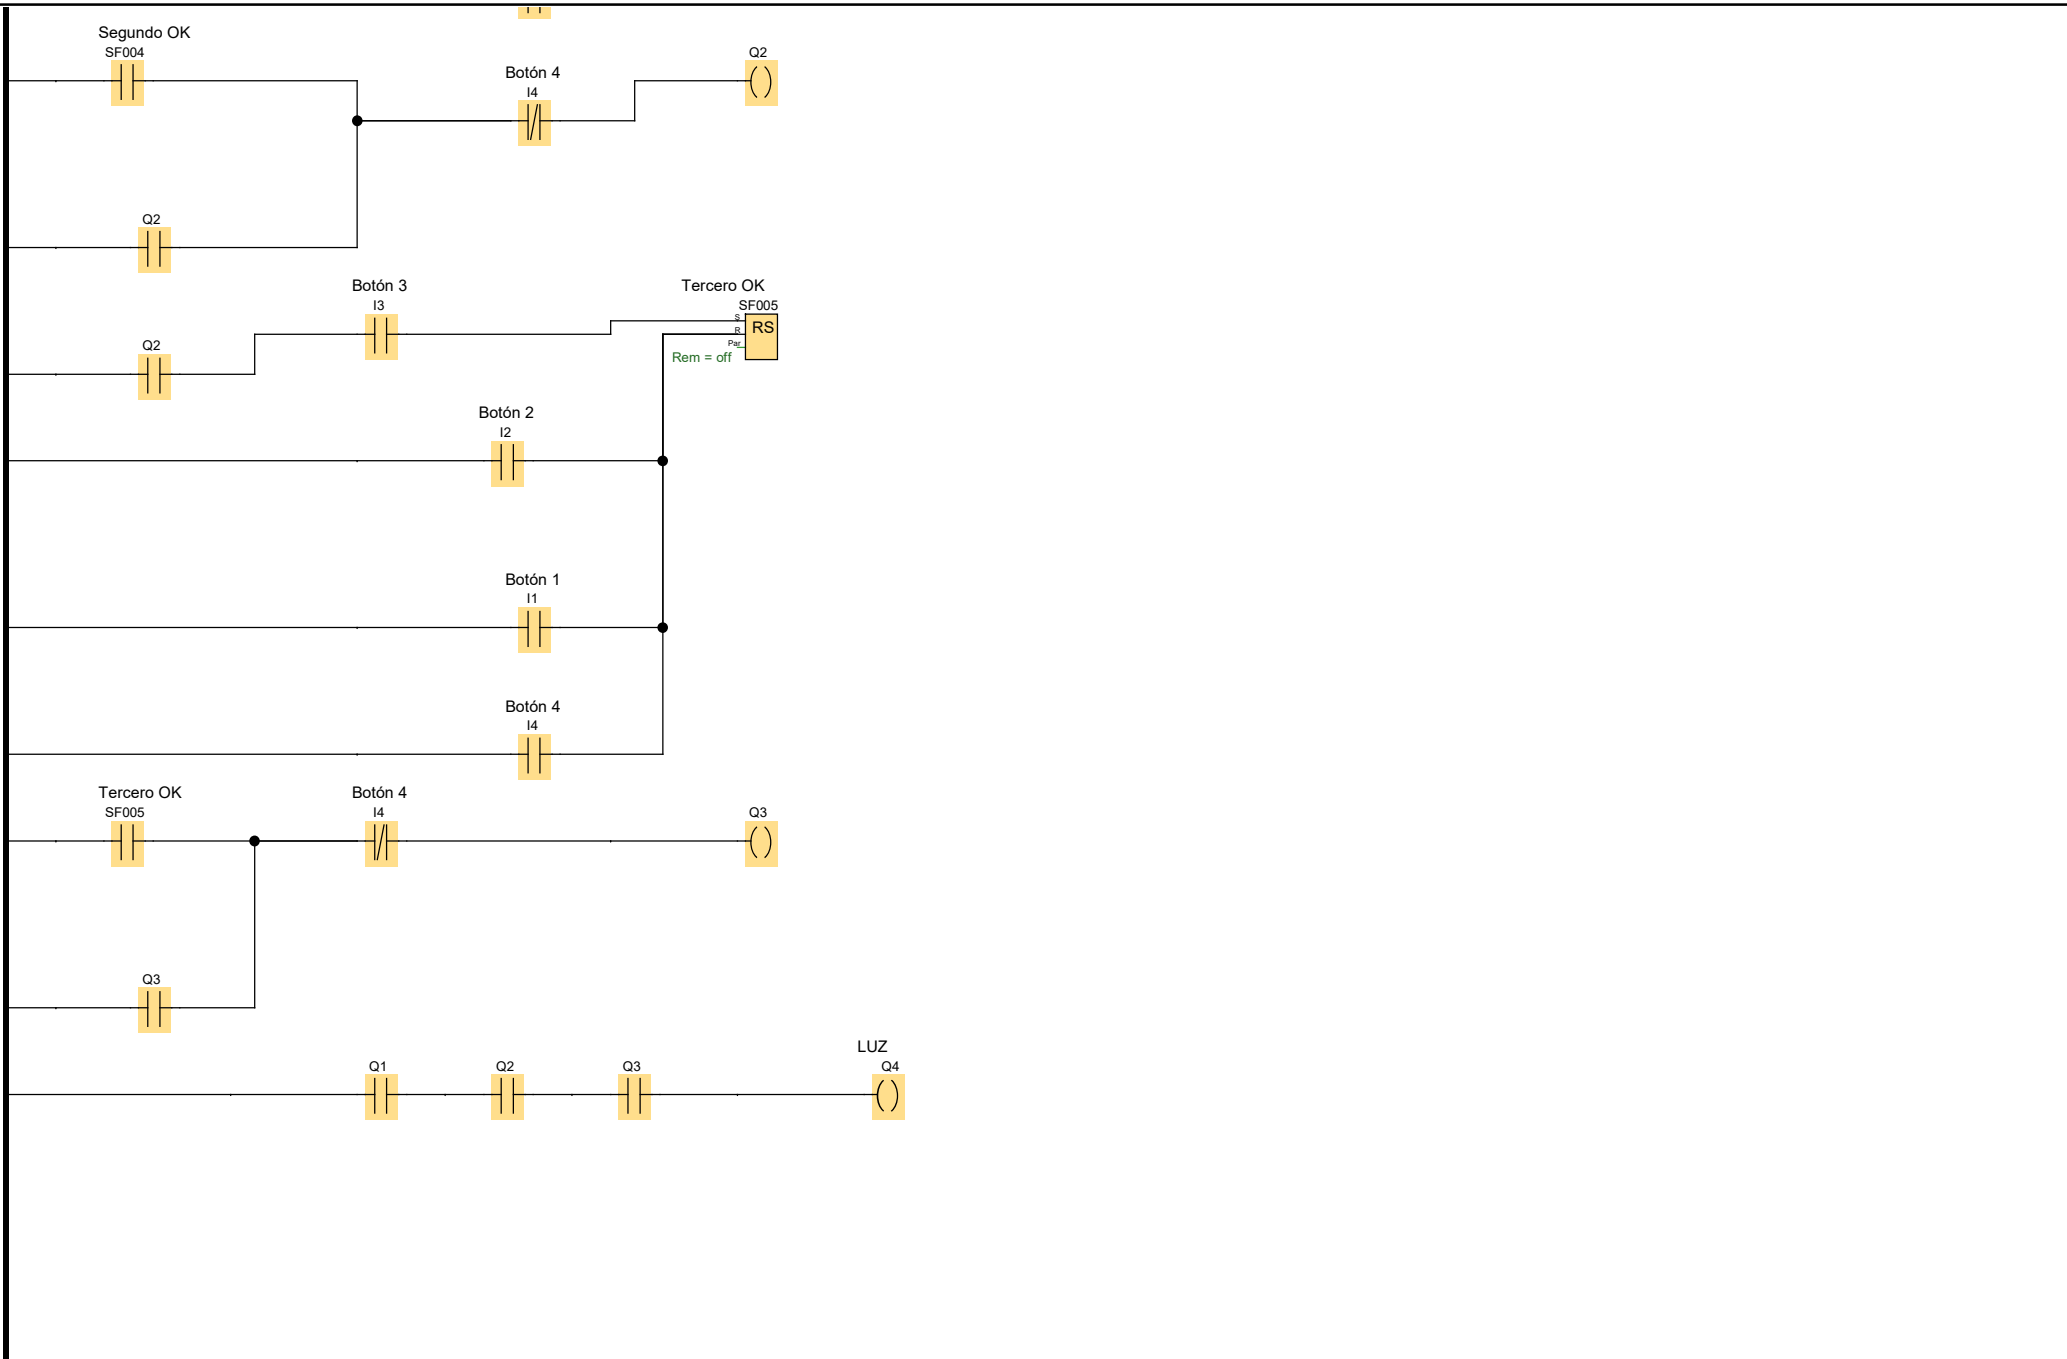 Segundo OK
SF004
Q2
Botón 4
I4
Q2
Botón 3
I3
Tercero OK
SF005
S
RS
R
Par
Rem = off
Q2
Botón 2
I2
Botón 1
I1
Botón 4
I4
Tercero OK
SF005
Botón 4
I4
Q3
Q3
LUZ
Q1
Q2
Q3
Q4